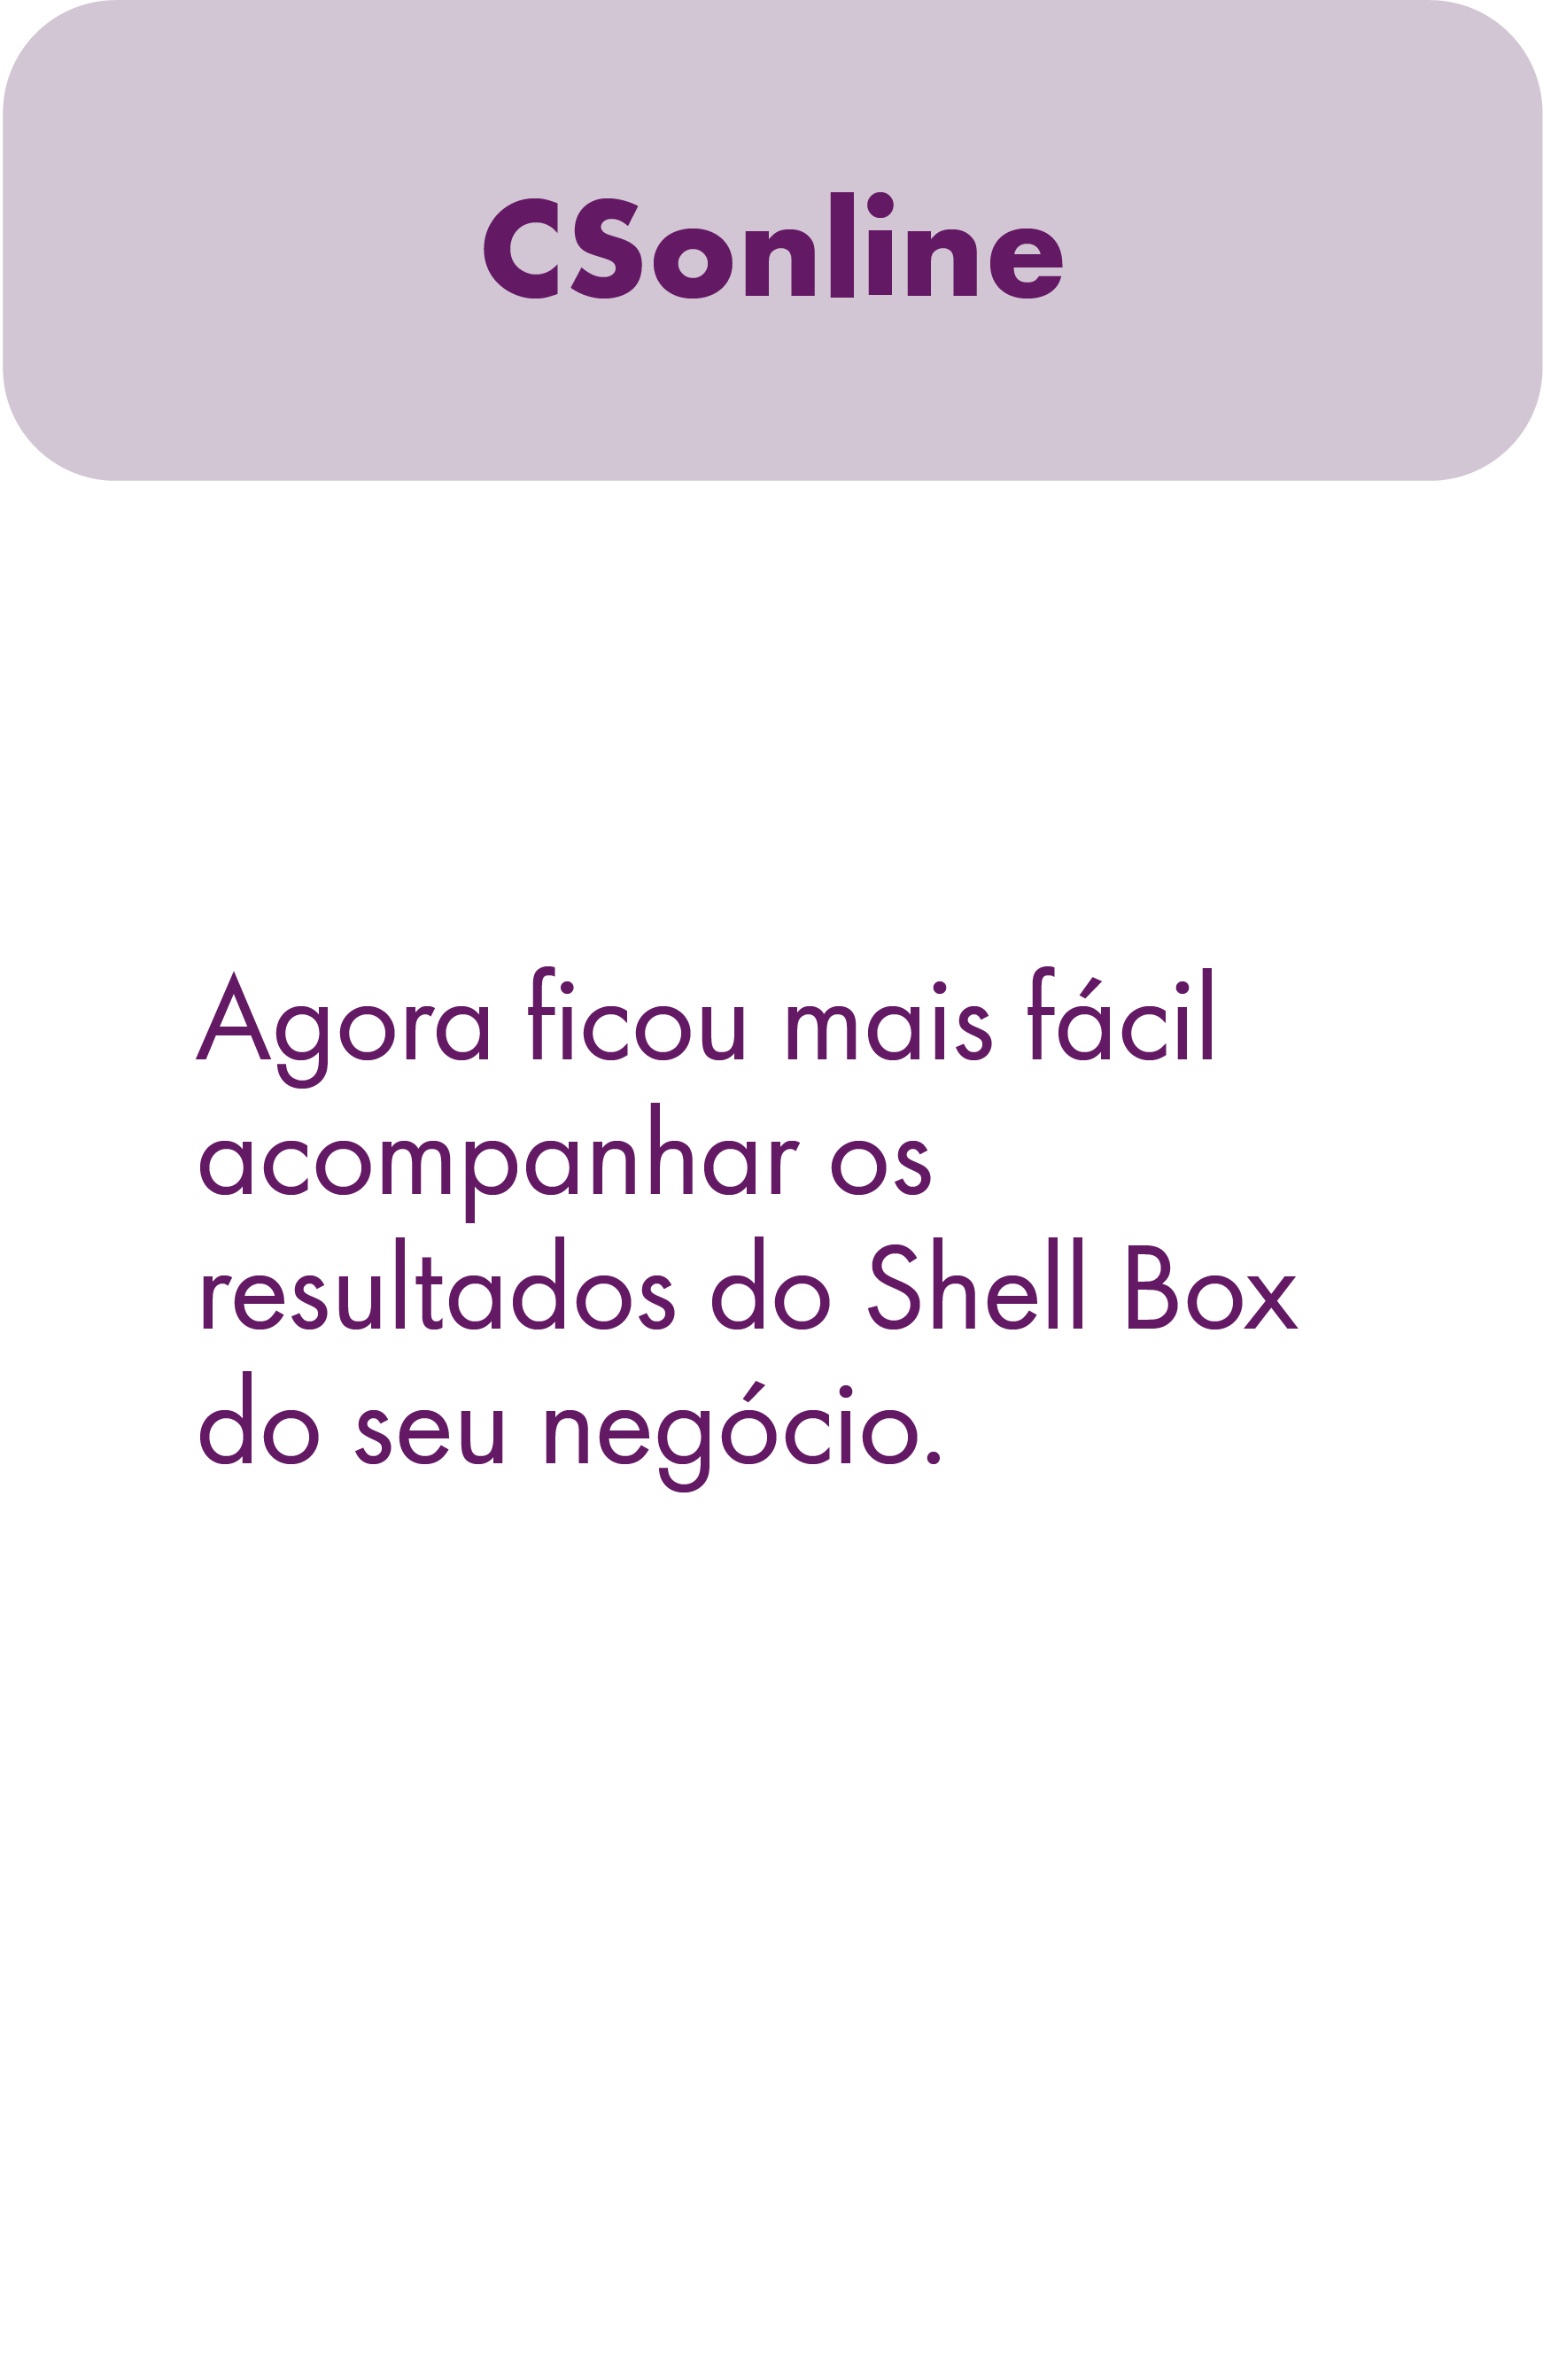 CSonline
Agora ficou mais fácil
acompanhar os
resultados do Shell Box
do seu negócio.